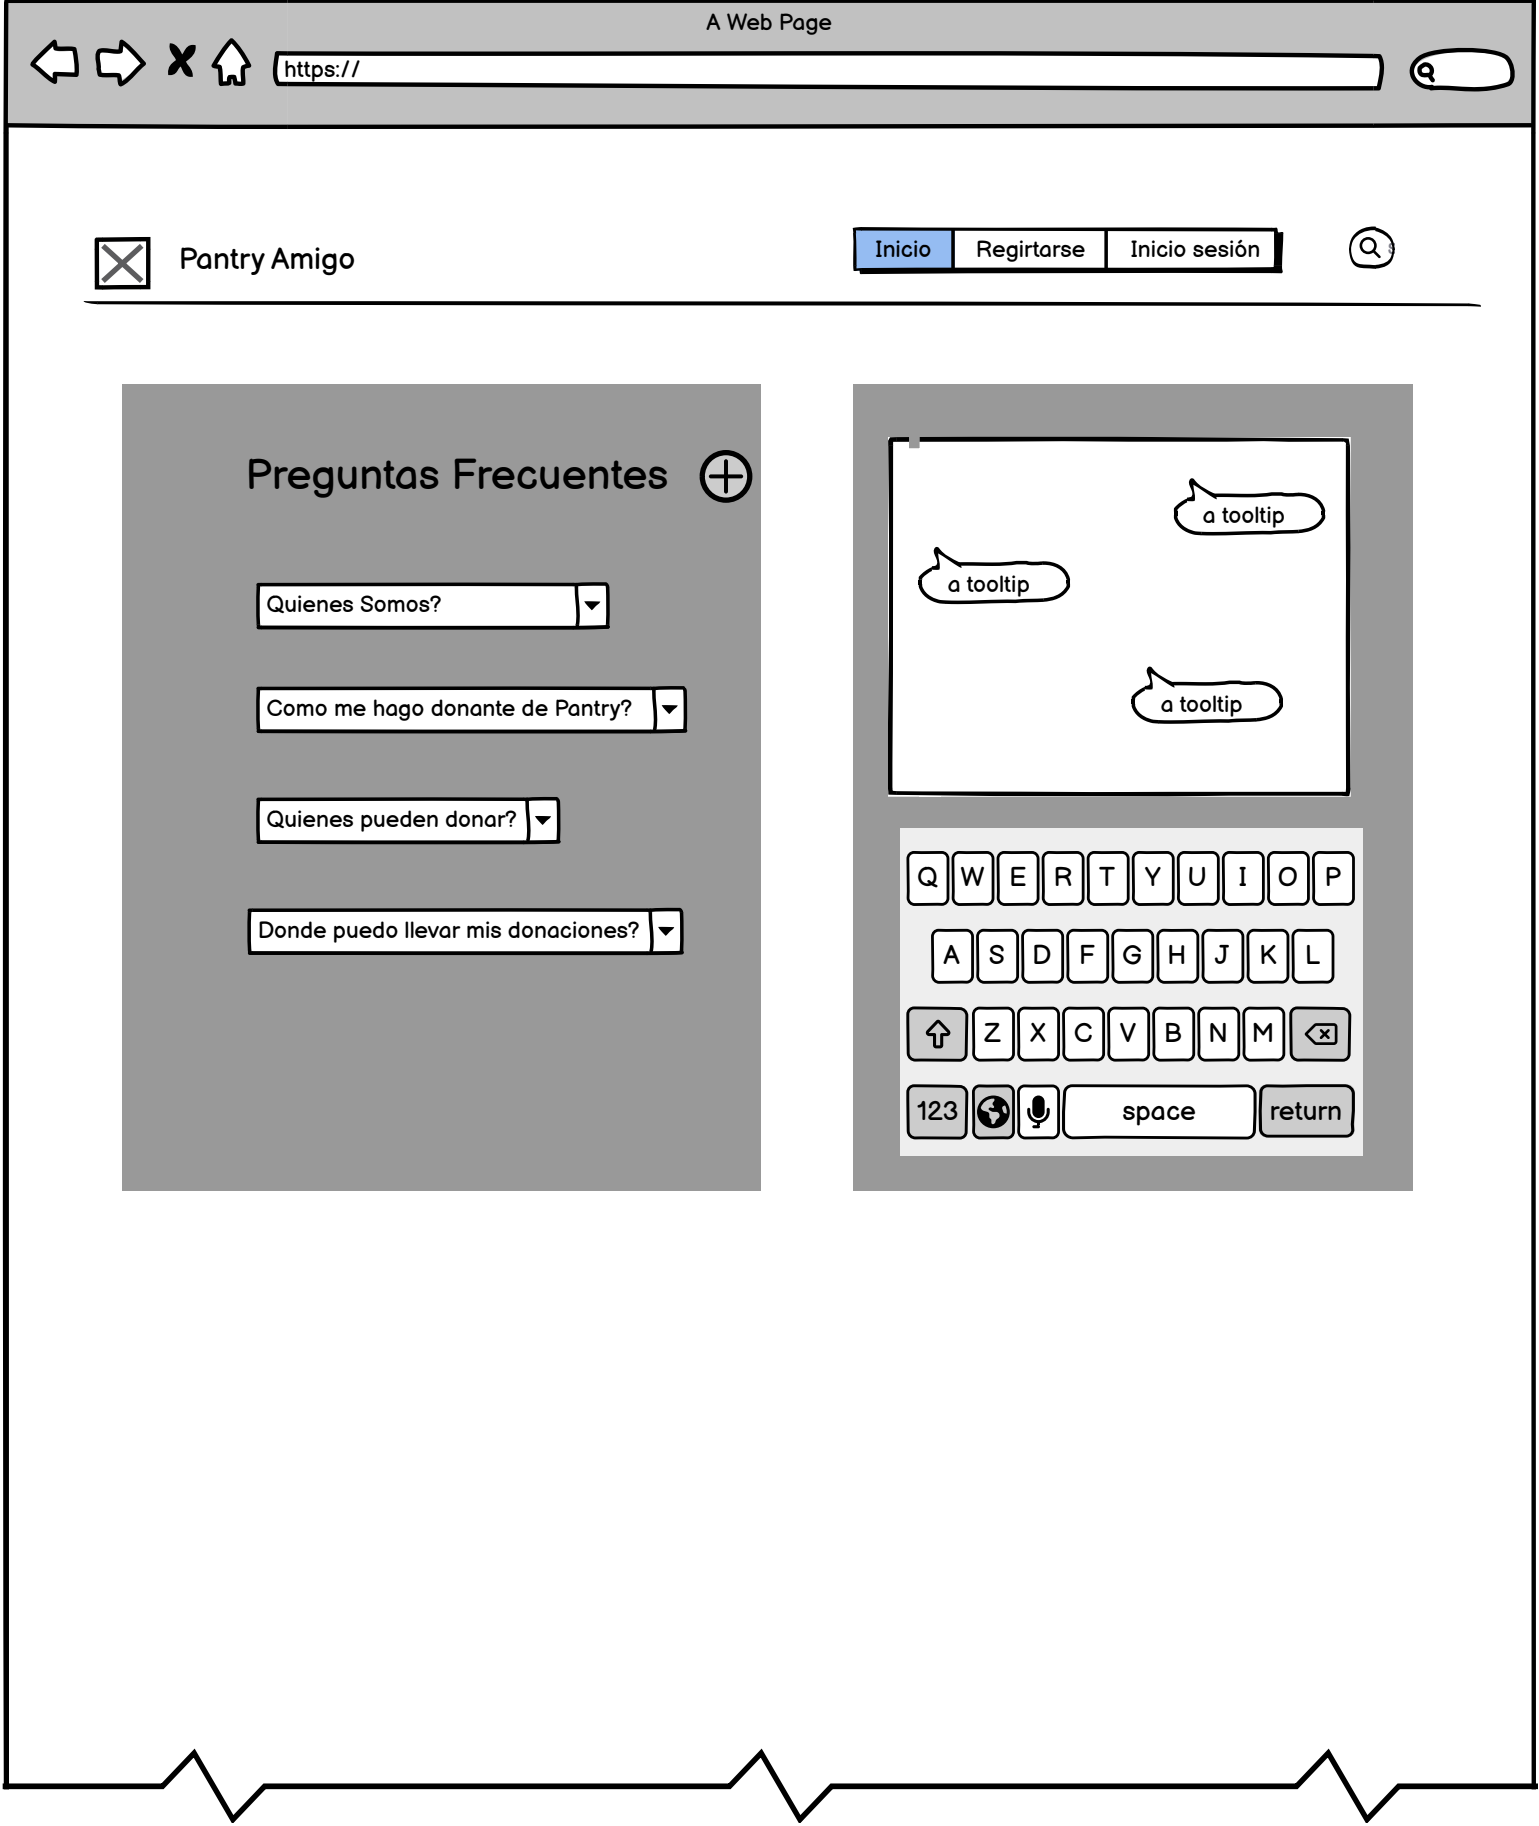 A Web Page
https://
Pantry Amigo
Inicio
Regirtarse
Inicio sesión
Preguntas Frecuentes
Quienes Somos?
Como me hago donante de Pantry?
Quienes pueden donar?
Donde puedo llevar mis donaciones?
a tooltip
a tooltip
a tooltip
Q W E R T Y U I O P
A S D F G H J K L
Z X C V B N M
123 space return